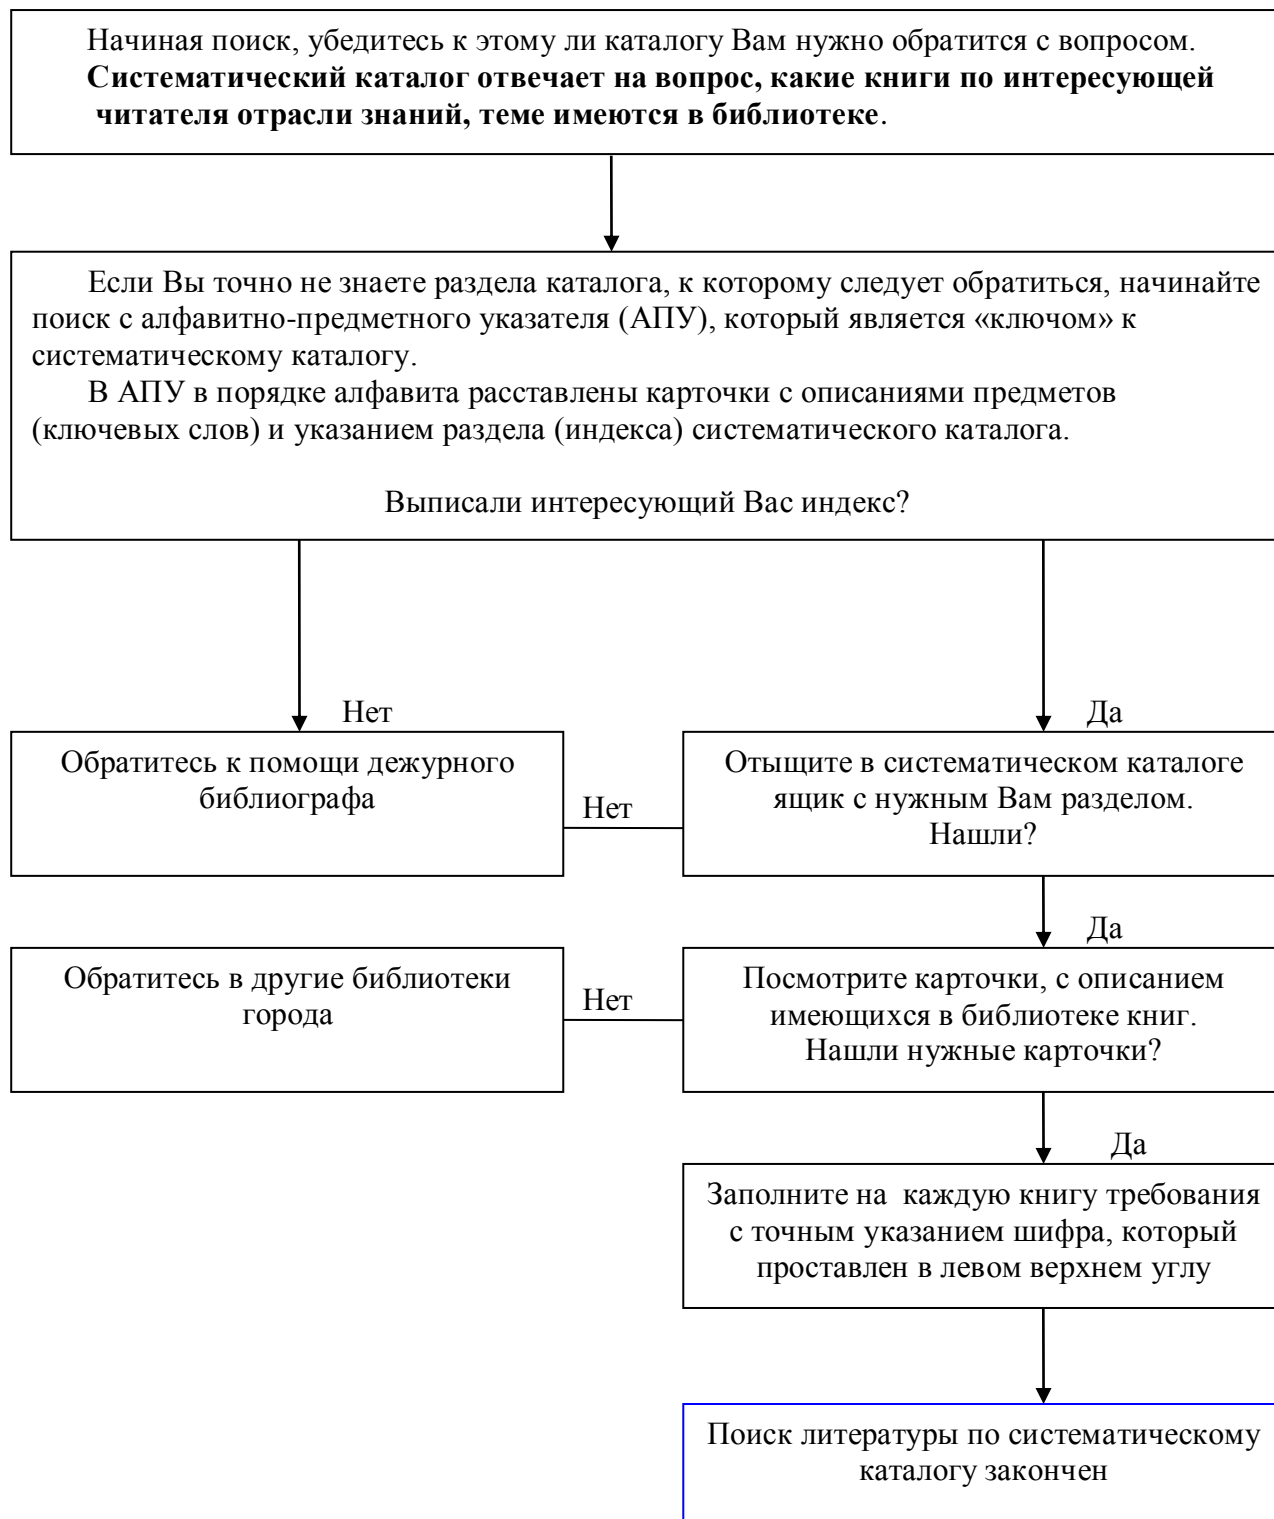 Начиная поиск, убедитесь к этому ли каталогу Вам нужно обратится с вопросом.
Систематический каталог отвечает на вопрос, какие книги по интересующей
читателя отрасли знаний, теме имеются в библиотеке.
Если Вы точно не знаете раздела каталога, к которому следует обратиться, начинайте
поиск с алфавитно-предметного указателя (АПУ), который является «ключом» к
систематическому каталогу.
В АПУ в порядке алфавита расставлены карточки с описаниями предметов
(ключевых слов) и указанием раздела (индекса) систематического каталога.
Выписали интересующий Вас индекс?
Нет
Да
Обратитесь к помощи дежурного
библиографа
Нет
Отыщите в систематическом каталоге
ящик с нужным Вам разделом.
Нашли?
Да
Обратитесь в другие библиотеки
города
Нет
Посмотрите карточки, с описанием
имеющихся в библиотеке книг.
Нашли нужные карточки?
Да
Заполните на  каждую книгу требования
с точным указанием шифра, который
проставлен в левом верхнем углу
Поиск литературы по систематическому
каталогу закончен